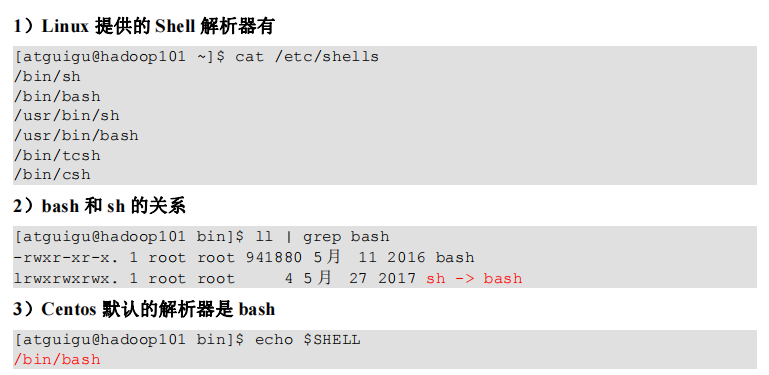 1）Linux 提供的 Shell 解析器有
[atguigu@hadoop101 ~]$ cat /etc/shells
/bin/sh
/bin/bash
/usr/bin/sh
/usr/bin/bash
/bin/tcsh
/bin/csh
2）bash 和 sh 的关系
[atguigu@hadoop101 bin]$ ll | grep bash
-rwxr-xr-x. 1 root root 941880 5月  11 2016 bash
lrwxrwxrwx. 1 root root      4 5月  27 2017 sh -> bash
3）Centos 默认的解析器是 bash
[atguigu@hadoop101 bin]$ echo $SHELL
/bin/bash